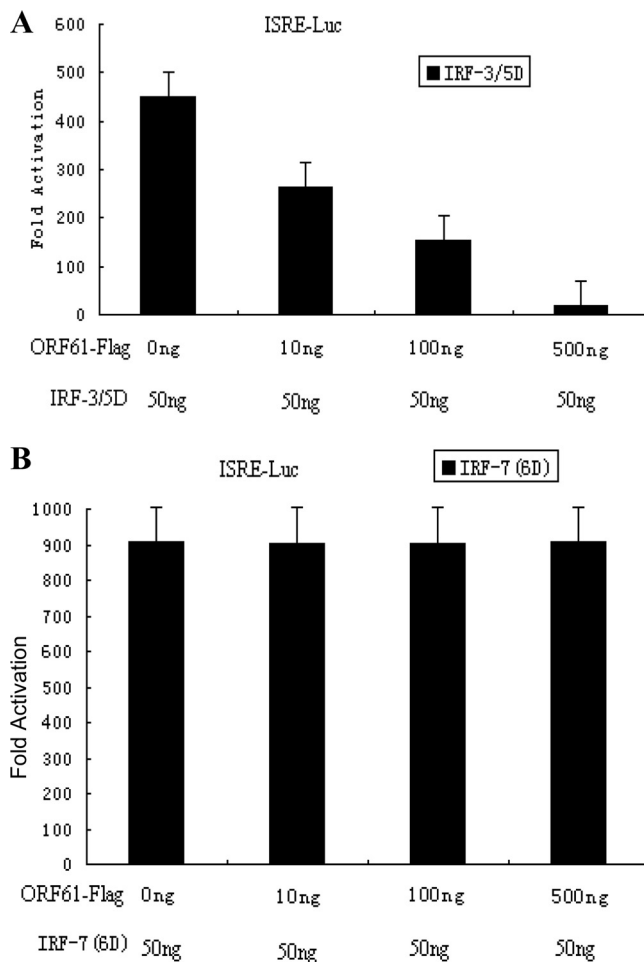 A
ISRE-Luc
IRF-3/5D
Fold Activation
600
500
400
300
200
100
0
ORF61-Flag 0ng 10ng 100ng 500ng
IRF-3/5D 50ng 50ng 50ng 50ng
B
ISRE-Luc
IRF-7(6D)
Fold Activation
1000
900
800
700
600
500
400
300
200
100
0
ORF61-Flag 0ng 10ng 100ng 500ng
IRF-7(6D) 50ng 50ng 50ng 50ng